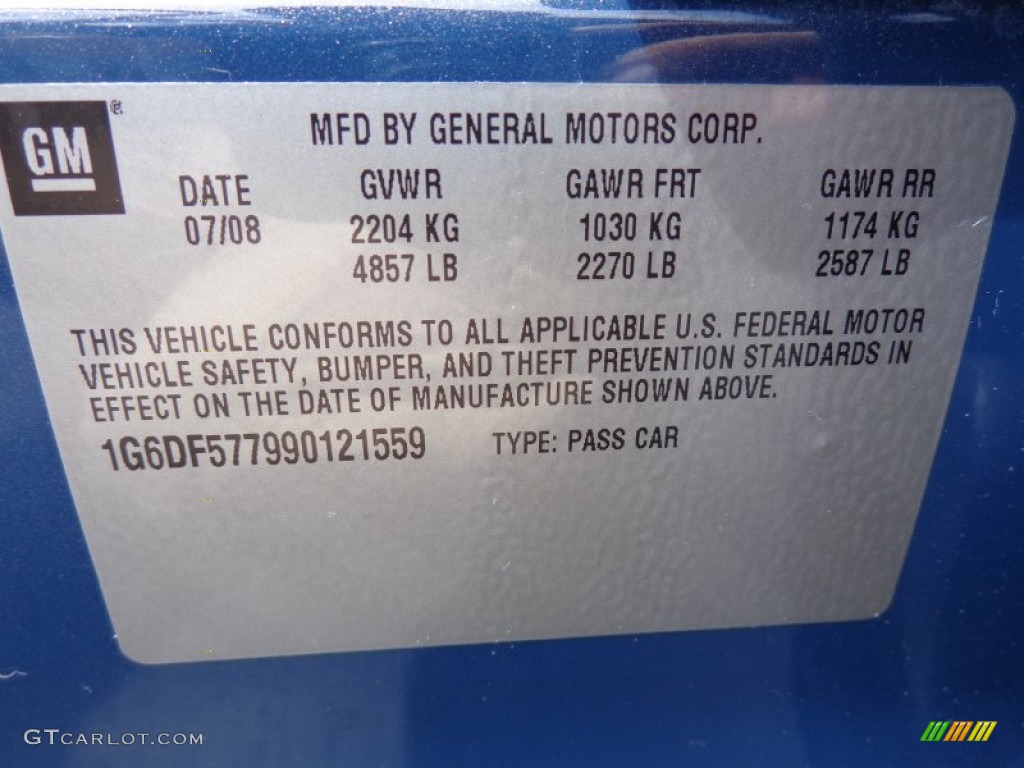 GM ®
MFD BY GENERAL MOTORS CORP.
DATE GVWR GAWR FRT GAWR RR
07/08 2204 KG 1030 KG 1174 KG
4857 LB 2270 LB 2587 LB
THIS VEHICLE CONFORMS TO ALL APPLICABLE U.S. FEDERAL MOTOR
VEHICLE SAFETY, BUMPER, AND THEFT PREVENTION STANDARDS IN
EFFECT ON THE DATE OF MANUFACTURE SHOWN ABOVE.
1G6DF577990121559 TYPE: PASS CAR
GTCARLOT.COM